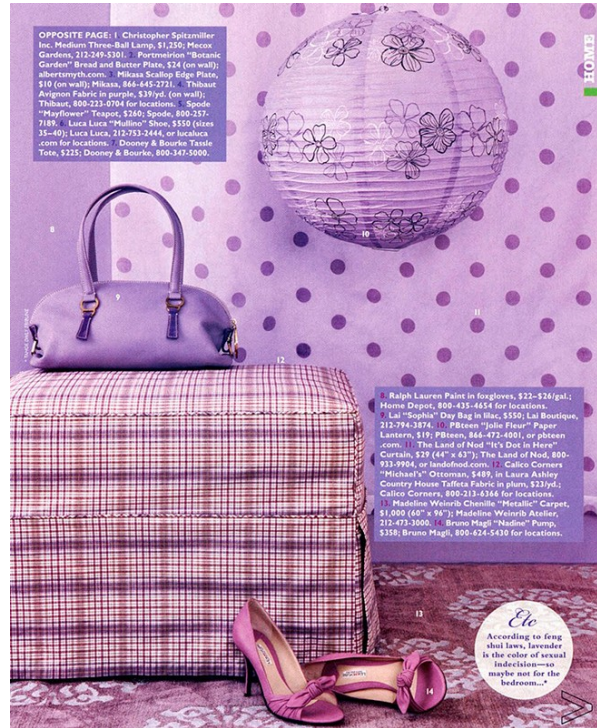 OPPOSITE PAGE: 1 Christopher Spitzmiller
Inc. Medium Three-Ball Lamp, $1,250; Mecox
Gardens, 212-249-5301. 2. Portmeirion "Botanic
Garden" Bread and Butter Plate, $24 (on wall);
albertsmyth.com. 3. Mikasa Scallop Edge Plate,
$10 (on wall); Mikasa, 866-645-2721. 4. Thibaut
Avignon Fabric in purple, $39/yd. (on wall);
Thibaut, 800-223-0704 for locations. 5. Spode
"Mayflower" Teapot, $260; Spode, 800-257-
7189. 6. Luca Luca "Mullino" Shoe, $550 (sizes
35–40); Luca Luca, 212-753-2444, or lucaluca
.com for locations. 7. Dooney & Bourke Tassle
Tote, $225; Dooney & Bourke, 800-347-5000.
HOME
8
9
10
11
12
8. Ralph Lauren Paint in foxgloves, $22–$26/gal.;
Home Depot, 800-435-4654 for locations.
9. Lai "Sophia" Day Bag in lilac, $550; Lai Boutique,
212-794-3874. 10. PBteen "Jolie Fleur" Paper
Lantern, $19; PBteen, 866-472-4001, or pbteen
.com. 11. The Land of Nod "It's Dot in Here"
Curtain, $29 (44" x 63"); The Land of Nod, 800-
933-9904, or landofnod.com. 12. Calico Corners
"Michael's" Ottoman, $489, in Laura Ashley
Country House Taffeta Fabric in plum, $23/yd.;
Calico Corners, 800-213-6366 for locations.
13. Madeline Weinrib Chenille "Metallic" Carpet,
$1,000 (60" x 96"); Madeline Weinrib Atelier,
212-473-3000. 14. Bruno Magli "Nadine" Pump,
$358; Bruno Magli, 800-624-5430 for locations.
13
14
Etc
According to feng
shui laws, lavender
is the color of sexual
indecision—so
maybe not for the
bedroom...*